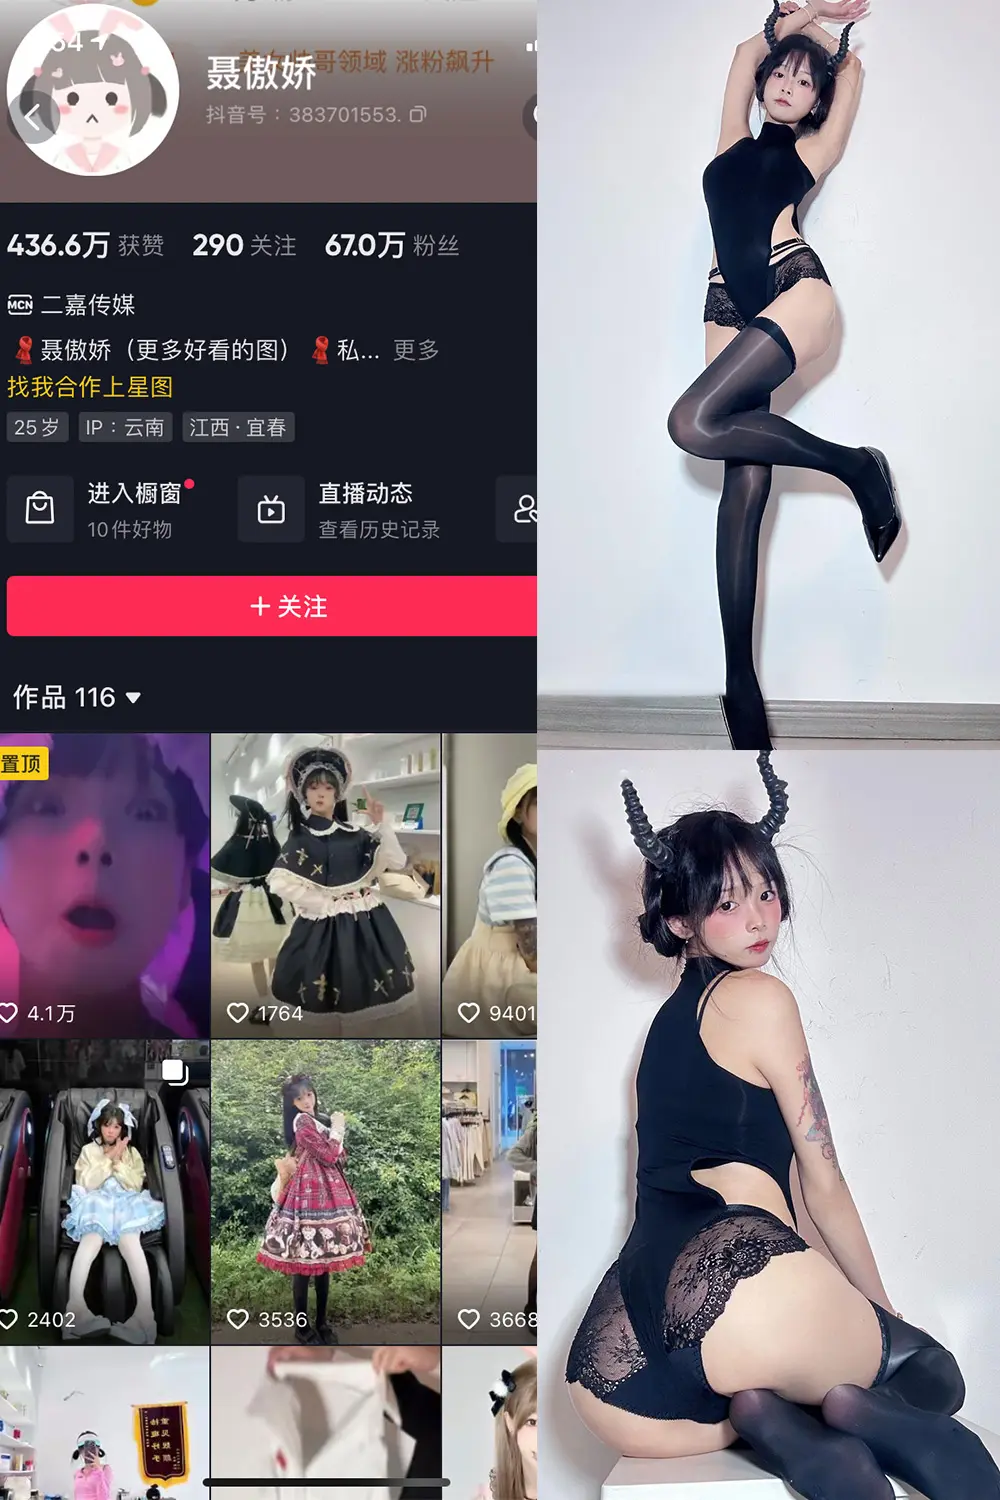 美女帅哥领域 涨粉飙升
聂傲娇
抖音号：383701553.
436.6万 获赞 290 关注 67.0万 粉丝
MCN 二嘉传媒
聂傲娇（更多好看的图） 私... 更多
找我合作上星图
25岁 IP：云南 江西·宜春
进入橱窗 直播动态
10件好物 查看历史记录
+ 关注
作品 116
置顶
4.1万 1764 9401
2402 3536 3668